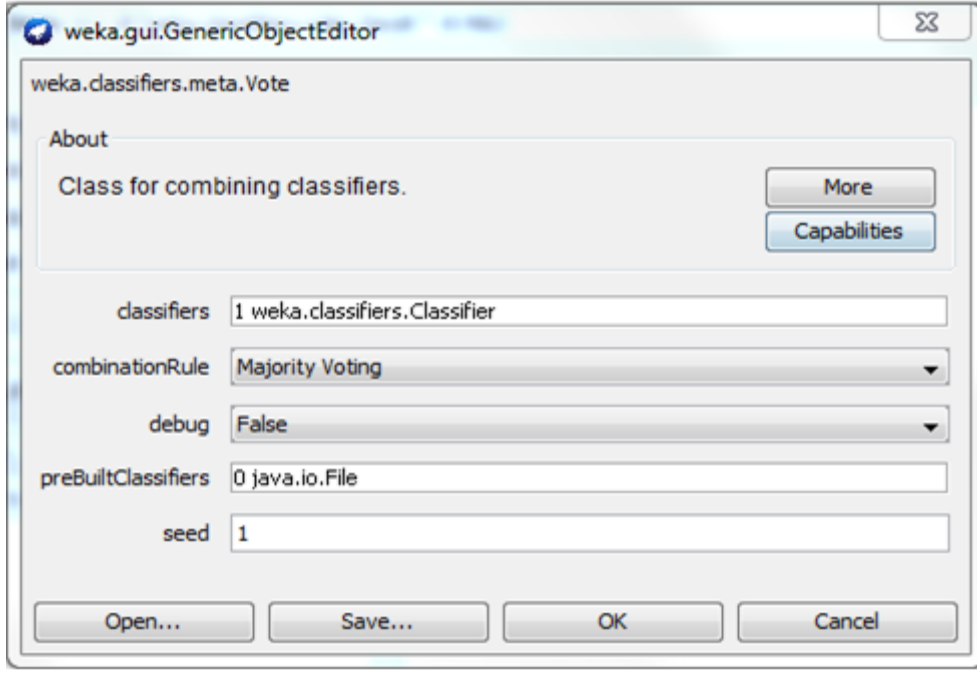 weka.gui.GenericObjectEditor
weka.classifiers.meta.Vote
About
Class for combining classifiers.
More
Capabilities
classifiers 1 weka.classifiers.Classifier
combinationRule Majority Voting
debug False
preBuiltClassifiers 0 java.io.File
seed 1
Open... Save... OK Cancel